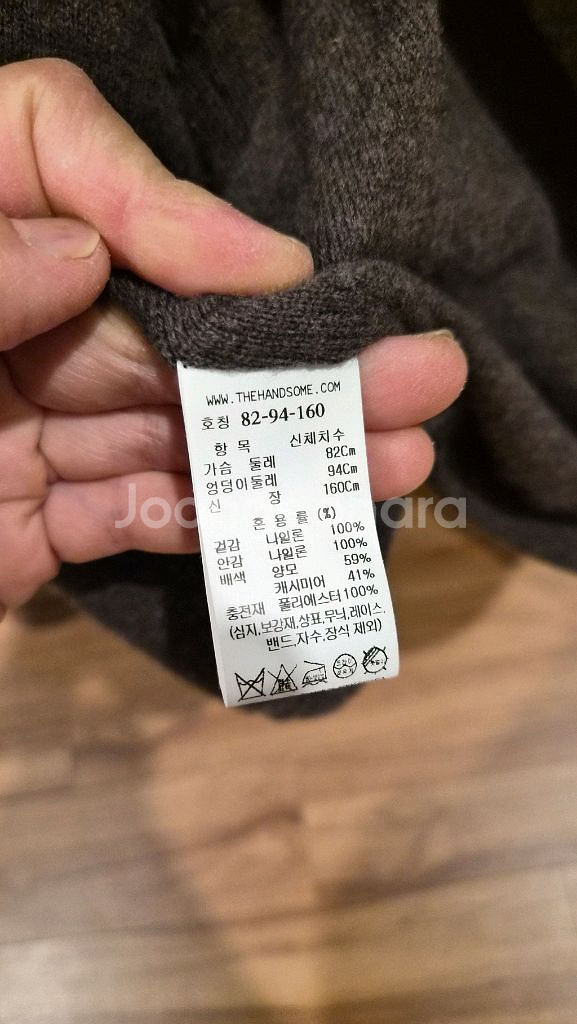 WWW.THEHANDSOME.COM
호칭 82-94-160
항 목 신체치수
가슴 둘레 82Cm
엉덩이둘레 94Cm
신 장 160Cm
혼 용 률 (%)
겉감 나일론 100%
안감 나일론 100%
배색 양모 59%
캐시미어 41%
충전재 폴리에스터100%
(심지,보강재,상표,무늬,레이스.
밴드,자수,장식 제외)